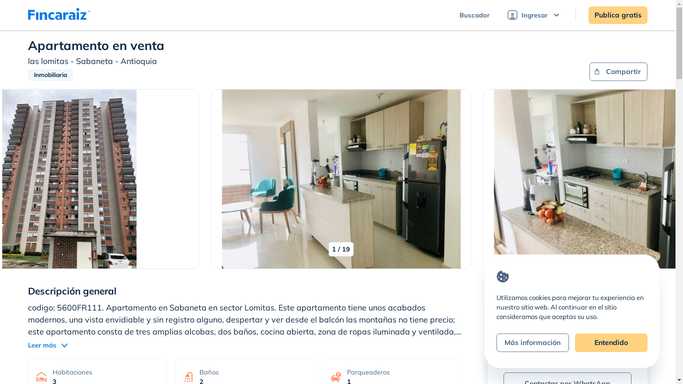 Fincaraiz
Buscador
Ingresar
Publica gratis
Apartamento en venta
las lomitas - Sabaneta - Antioquia
Inmobiliaria
Compartir
1 / 19
Descripción general
codigo: 5600FR111. Apartamento en Sabaneta en sector Lomitas. Este apartamento tiene unos acabados
modernos, una vista envidiable y sin registro alguno. despertar y ver desde el balcón las montañas no tiene precio;
este apartamento consta de tres amplias alcobas, dos baños, cocina abierta, zona de ropas iluminada y ventilada,...
Leer más
Habitaciones
3
Baños
2
Parqueaderos
1
Utilizamos cookies para mejorar tu experiencia en
nuestro sitio web. Al continuar en el sitio
consideramos que aceptas su uso.
Más información
Entendido
Contactar por WhatsApp